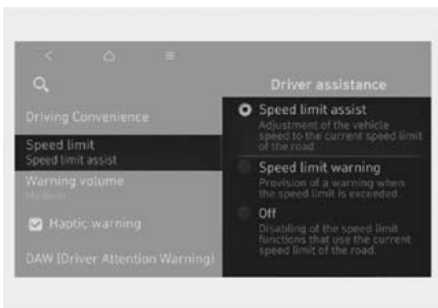 Driver assistance
Driving Convenience
Speed limit
Speed limit assist
Warning volume
Medium
Haptic warning
DAW (Driver Attention Warning)
Speed limit assist
Adjustment of the vehicle
speed to the current speed limit
of the road
Speed limit warning
Provision of a warning when
the speed limit is exceeded.
Off
Disabling of the speed limit
functions that use the current
speed limit of the road.